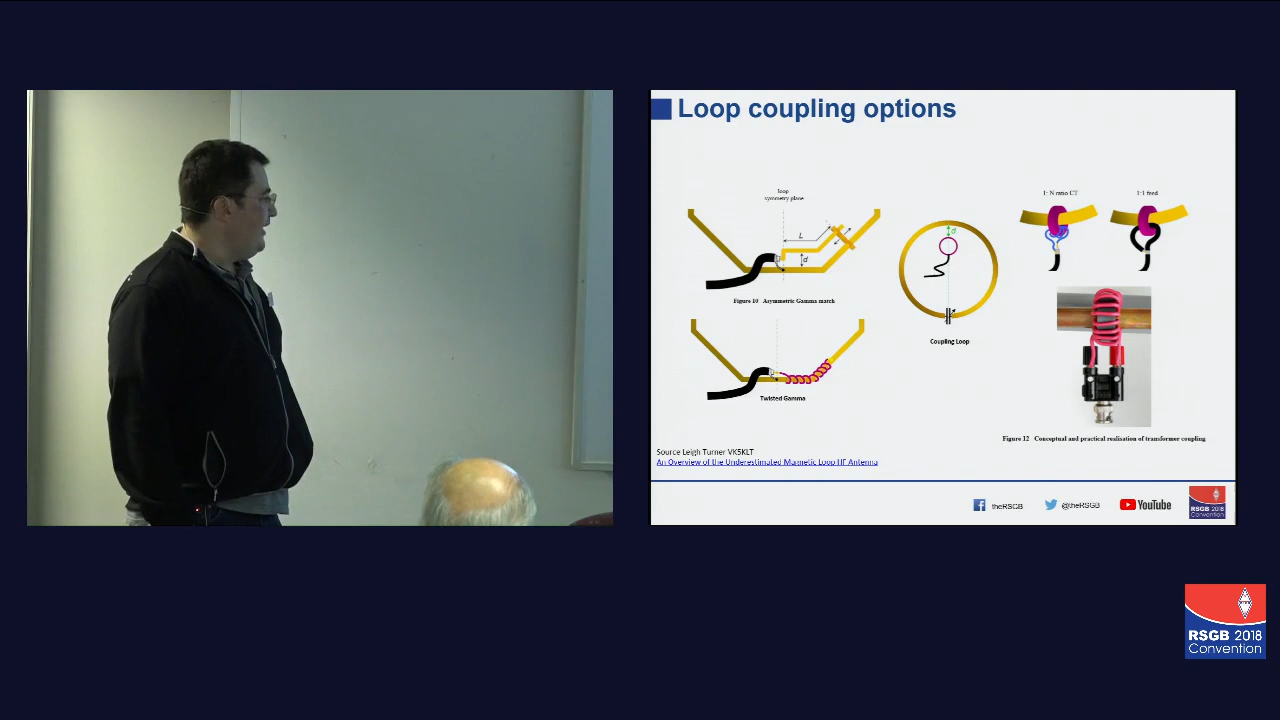 Loop coupling options
loop
symmetry plane
L
d
Figure 10 Asymmetric Gamma match
Twisted Gamma
d
Coupling Loop
1: N ratio CT
1:1 feed
Figure 12 Conceptual and practical realisation of transformer coupling
Source Leigh Turner VK5KLT
An Overview of the Underestimated Magnetic Loop HF Antenna
theRSGB
@theRSGB
YouTube
RSGB 2018
Convention
RSGB 2018
Convention